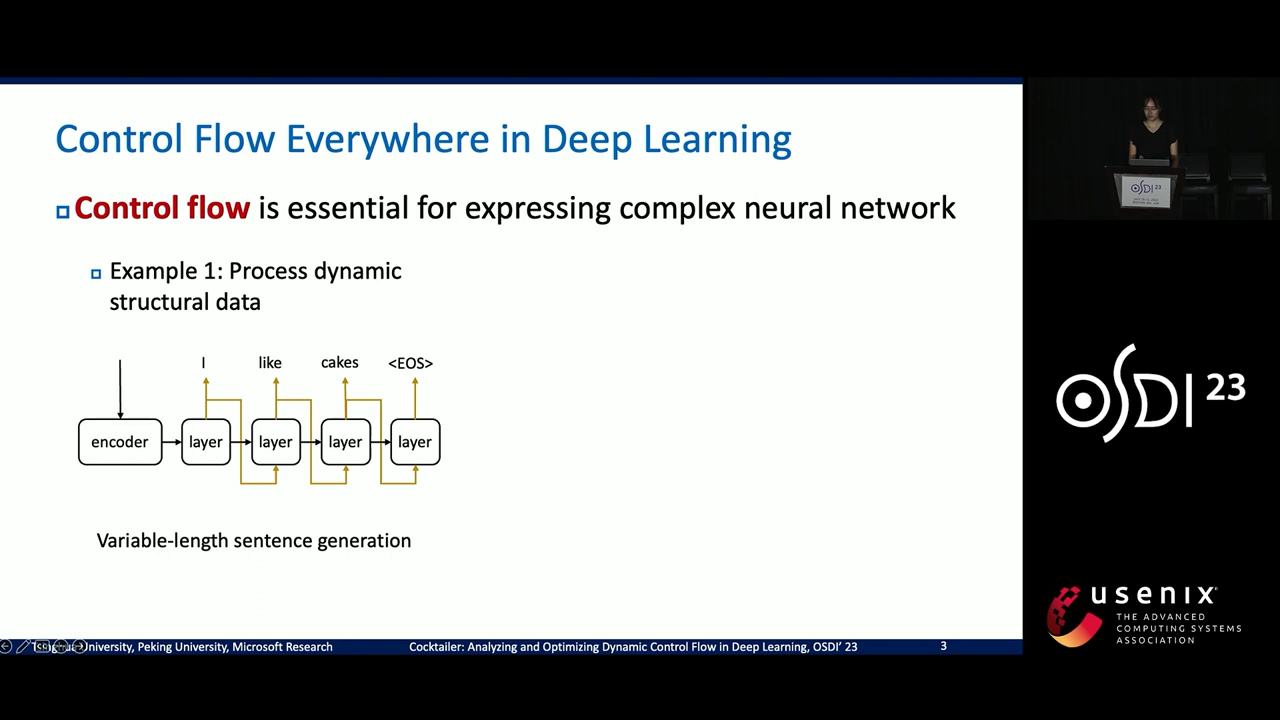 Control Flow Everywhere in Deep Learning
Control flow is essential for expressing complex neural network
Example 1: Process dynamic
structural data
I like cakes <EOS>
encoder layer layer layer layer
Variable-length sentence generation
University, Peking University, Microsoft Research
Cocktailer: Analyzing and Optimizing Dynamic Control Flow in Deep Learning, OSDI' 23
3
OSDI 23
OSDI 23
usenix
THE ADVANCED
COMPUTING SYSTEMS
ASSOCIATION